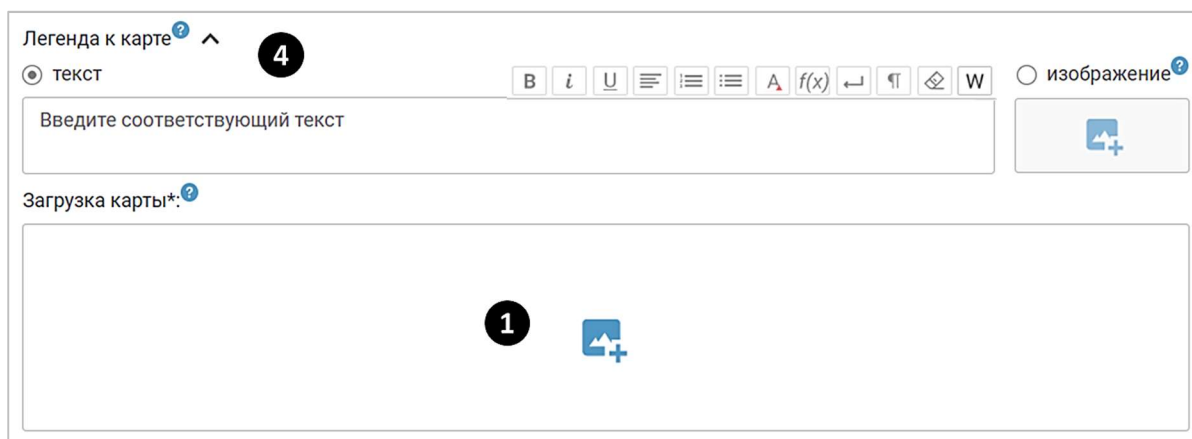 Легенда к карте ?
4
текст
B i U A f(x) ¶ W
изображение ?
Введите соответствующий текст
Загрузка карты*: ?
1